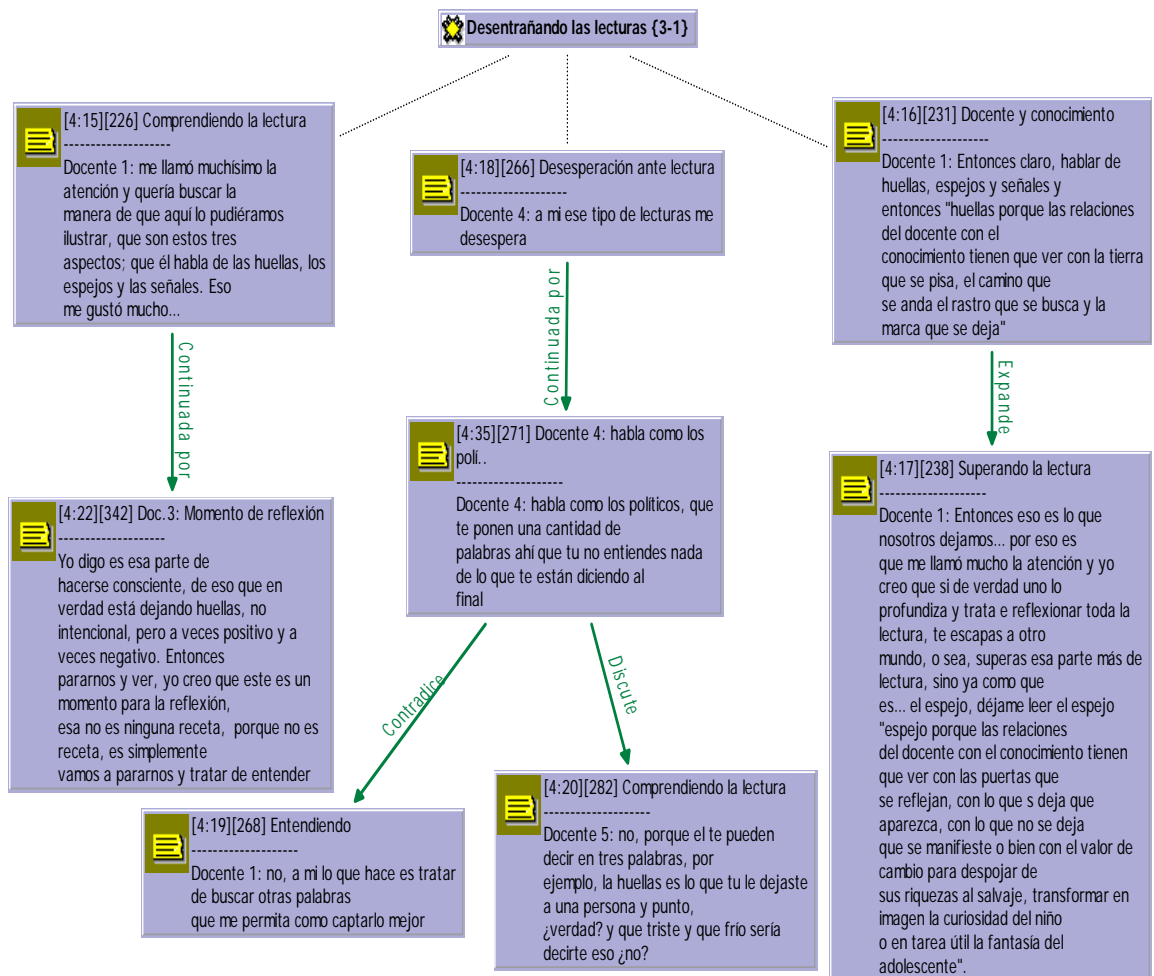 Desentrañando las lecturas {3-1}
[4:15][226] Comprendiendo la lectura
--------------------
Docente 1: me llamó muchísimo la
atención y quería buscar la
manera de que aquí lo pudiéramos
ilustrar, que son estos tres
aspectos; que él habla de las huellas, los
espejos y las señales. Eso
me gustó mucho...
[4:18][266] Desesperación ante lectura
--------------------
Docente 4: a mi ese tipo de lecturas me
desespera
[4:16][231] Docente y conocimiento
--------------------
Docente 1: Entonces claro, hablar de
huellas, espejos y señales y
entonces "huellas porque las relaciones
del docente con el
conocimiento tienen que ver con la tierra
que se pisa, el camino que
se anda el rastro que se busca y la
marca que se deja"
Continuada por
Continuada por
Expande
[4:22][342] Doc.3: Momento de reflexión
--------------------
Yo digo es esa parte de
hacerse consciente, de eso que en
verdad está dejando huellas, no
intencional, pero a veces positivo y a
veces negativo. Entonces
pararnos y ver, yo creo que este es un
momento para la reflexión,
esa no es ninguna receta, porque no es
receta, es simplemente
vamos a pararnos y tratar de entender
[4:35][271] Docente 4: habla como los
polí..
--------------------
Docente 4: habla como los políticos, que
te ponen una cantidad de
palabras ahí que tu no entiendes nada
de lo que te están diciendo al
final
[4:17][238] Superando la lectura
--------------------
Docente 1: Entonces eso es lo que
nosotros dejamos... por eso es
que me llamó mucho la atención y yo
creo que si de verdad uno lo
profundiza y trata e reflexionar toda la
lectura, te escapas a otro
mundo, o sea, superas esa parte más de
lectura, sino ya como que
es... el espejo, déjame leer el espejo
"espejo porque las relaciones
del docente con el conocimiento tienen
que ver con las puertas que
se reflejan, con lo que s deja que
aparezca, con lo que no se deja
que se manifieste o bien con el valor de
cambio para despojar de
sus riquezas al salvaje, transformar en
imagen la curiosidad del niño
o en tarea útil la fantasía del
adolescente".
Contradice
Discute
[4:19][268] Entendiendo
--------------------
Docente 1: no, a mi lo que hace es tratar
de buscar otras palabras
que me permita como captarlo mejor
[4:20][282] Comprendiendo la lectura
--------------------
Docente 5: no, porque el te pueden
decir en tres palabras, por
ejemplo, la huellas es lo que tu le dejaste
a una persona y punto,
¿verdad? y que triste y que frío sería
decirte eso ¿no?